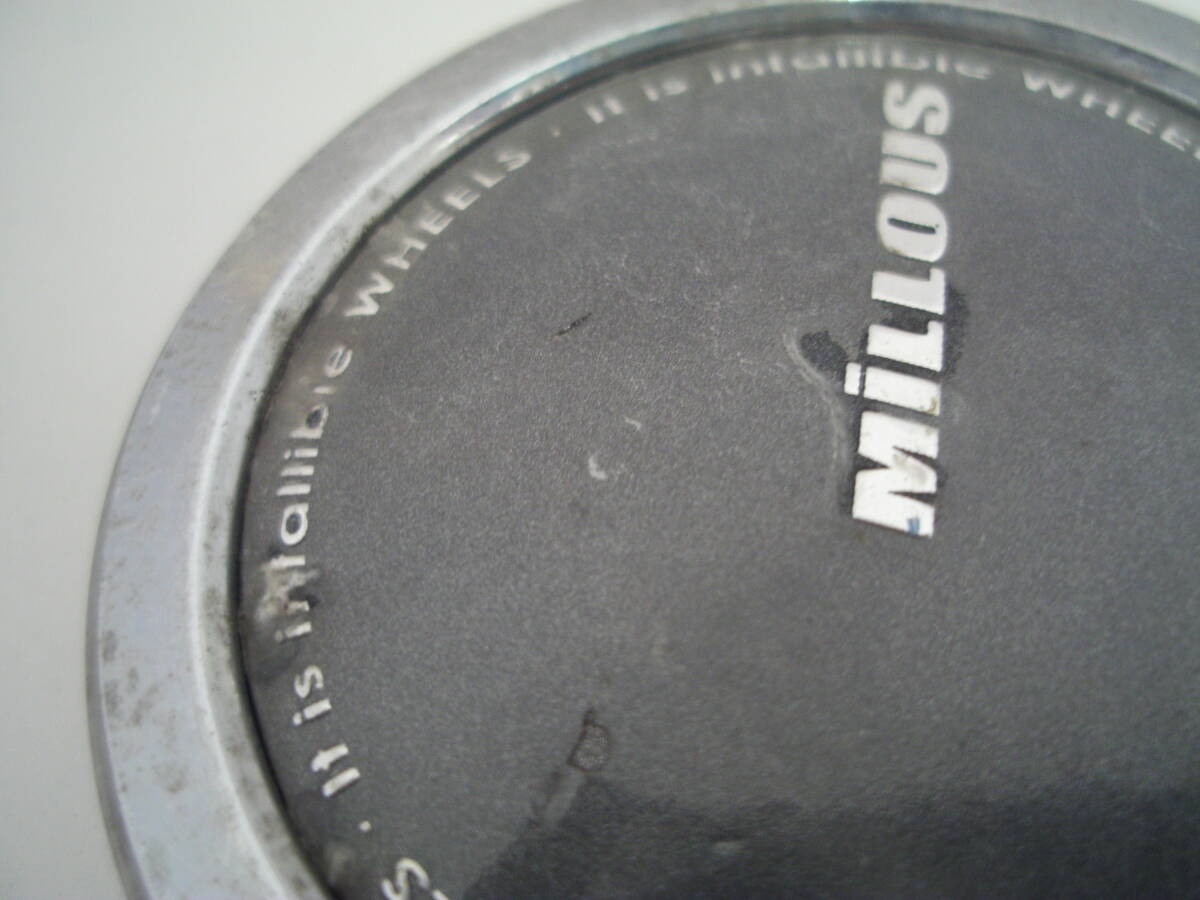 MiLLOUS
S · It is infallible WHEELS · It is infallible WHEEL